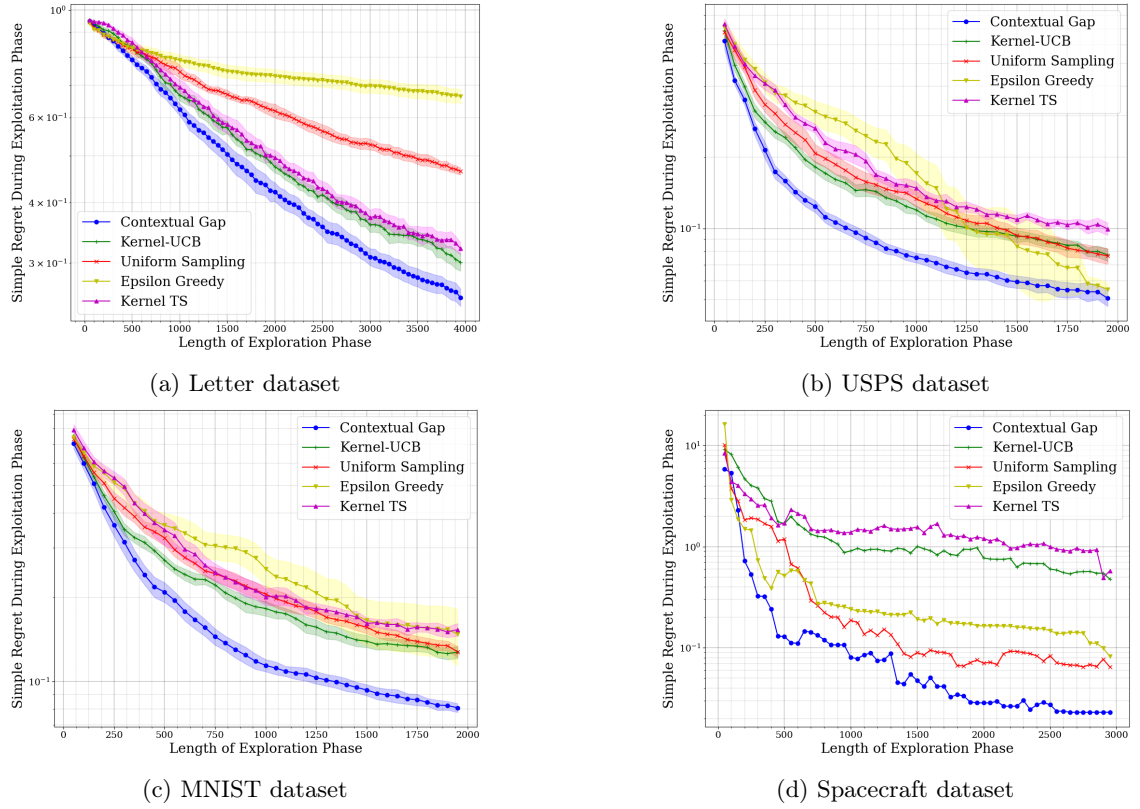 Simple Regret During Exploitation Phase
10⁰
6 × 10⁻¹
4 × 10⁻¹
3 × 10⁻¹
Contextual Gap
Kernel-UCB
Uniform Sampling
Epsilon Greedy
Kernel TS
0 500 1000 1500 2000 2500 3000 3500 4000
Length of Exploration Phase
(a) Letter dataset
Simple Regret During Exploitation Phase
10⁻¹
Contextual Gap
Kernel-UCB
Uniform Sampling
Epsilon Greedy
Kernel TS
0 250 500 750 1000 1250 1500 1750 2000
Length of Exploration Phase
(b) USPS dataset
Simple Regret During Exploitation Phase
10⁻¹
Contextual Gap
Kernel-UCB
Uniform Sampling
Epsilon Greedy
Kernel TS
0 250 500 750 1000 1250 1500 1750 2000
Length of Exploration Phase
(c) MNIST dataset
Simple Regret During Exploitation Phase
10¹
10⁰
10⁻¹
Contextual Gap
Kernel-UCB
Uniform Sampling
Epsilon Greedy
Kernel TS
0 500 1000 1500 2000 2500 3000
Length of Exploration Phase
(d) Spacecraft dataset